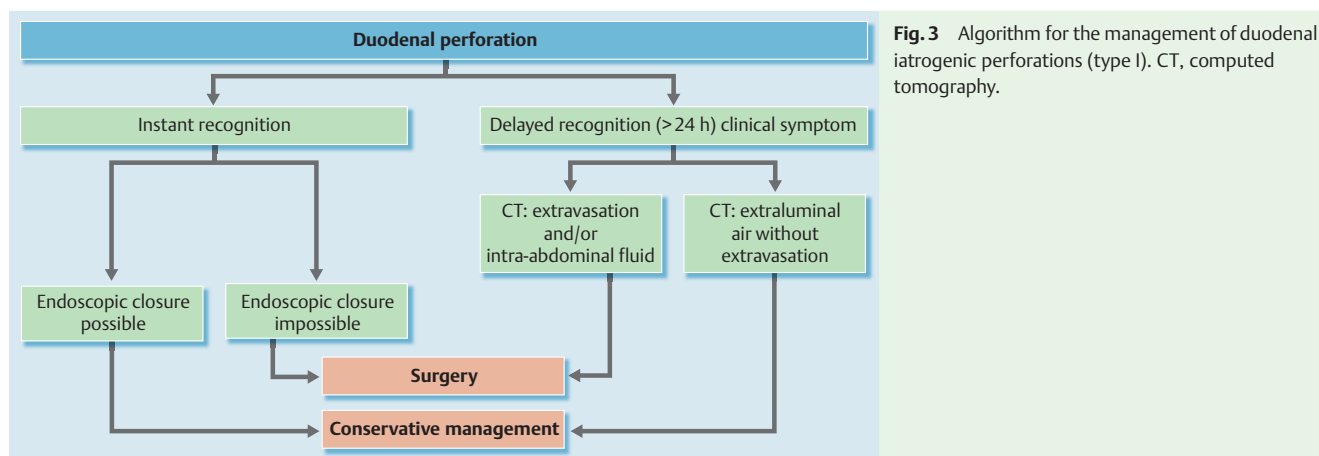 Duodenal perforation
Instant recognition
Delayed recognition (>24 h) clinical symptom
CT: extravasation
and/or
intra-abdominal fluid
CT: extraluminal
air without
extravasation
Endoscopic closure
possible
Endoscopic closure
impossible
Surgery
Conservative management
Fig. 3 Algorithm for the management of duodenal
iatrogenic perforations (type I). CT, computed
tomography.